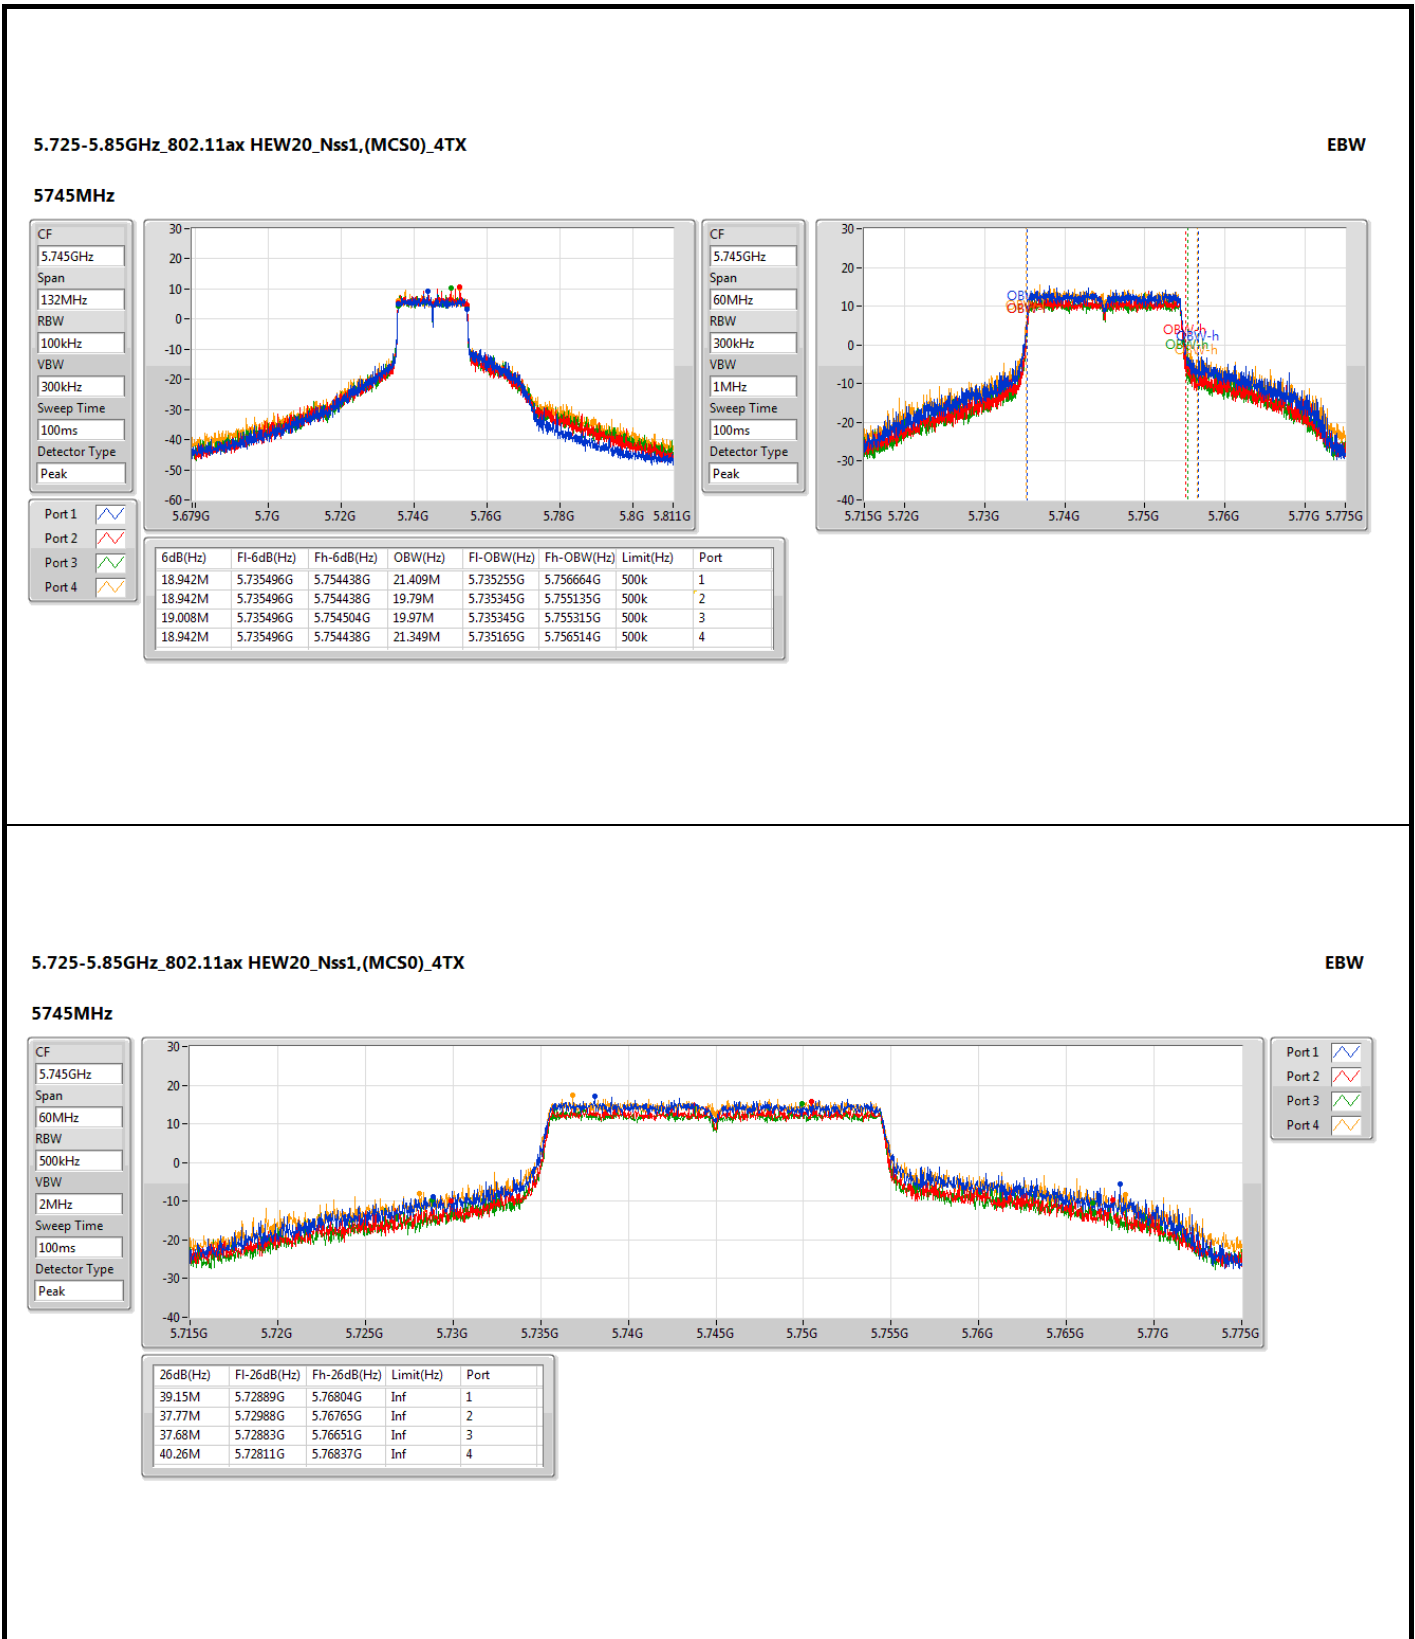 5.725-5.85GHz_802.11ax HEW20_Nss1,(MCS0)_4TX EBW
5745MHz
CF
5.745GHz
Span
132MHz
RBW
100kHz
VBW
300kHz
Sweep Time
100ms
Detector Type
Peak
Port 1
Port 2
Port 3
Port 4
30
20
10
0
-10
-20
-30
-40
-50
-60
5.679G 5.7G 5.72G 5.74G 5.76G 5.78G 5.8G 5.811G
CF
5.745GHz
Span
60MHz
RBW
300kHz
VBW
1MHz
Sweep Time
100ms
Detector Type
Peak
30
20
10
0
-10
-20
-30
-40
OBW-h
5.715G 5.72G 5.73G 5.74G 5.75G 5.76G 5.77G 5.775G
6dB(Hz) Fl-6dB(Hz) Fh-6dB(Hz) OBW(Hz) Fl-OBW(Hz) Fh-OBW(Hz) Limit(Hz) Port
18.942M 5.735496G 5.754438G 21.409M 5.735255G 5.756664G 500k 1
18.942M 5.735496G 5.754438G 19.79M 5.735345G 5.755135G 500k 2
19.008M 5.735496G 5.754504G 19.97M 5.735345G 5.755315G 500k 3
18.942M 5.735496G 5.754438G 21.349M 5.735165G 5.756514G 500k 4
5.725-5.85GHz_802.11ax HEW20_Nss1,(MCS0)_4TX EBW
5745MHz
CF
5.745GHz
Span
60MHz
RBW
500kHz
VBW
2MHz
Sweep Time
100ms
Detector Type
Peak
30
20
10
0
-10
-20
-30
-40
5.715G 5.72G 5.725G 5.73G 5.735G 5.74G 5.745G 5.75G 5.755G 5.76G 5.765G 5.77G 5.775G
Port 1
Port 2
Port 3
Port 4
26dB(Hz) Fl-26dB(Hz) Fh-26dB(Hz) Limit(Hz) Port
39.15M 5.72889G 5.76804G Inf 1
37.77M 5.72988G 5.76765G Inf 2
37.68M 5.72883G 5.76651G Inf 3
40.26M 5.72811G 5.76837G Inf 4